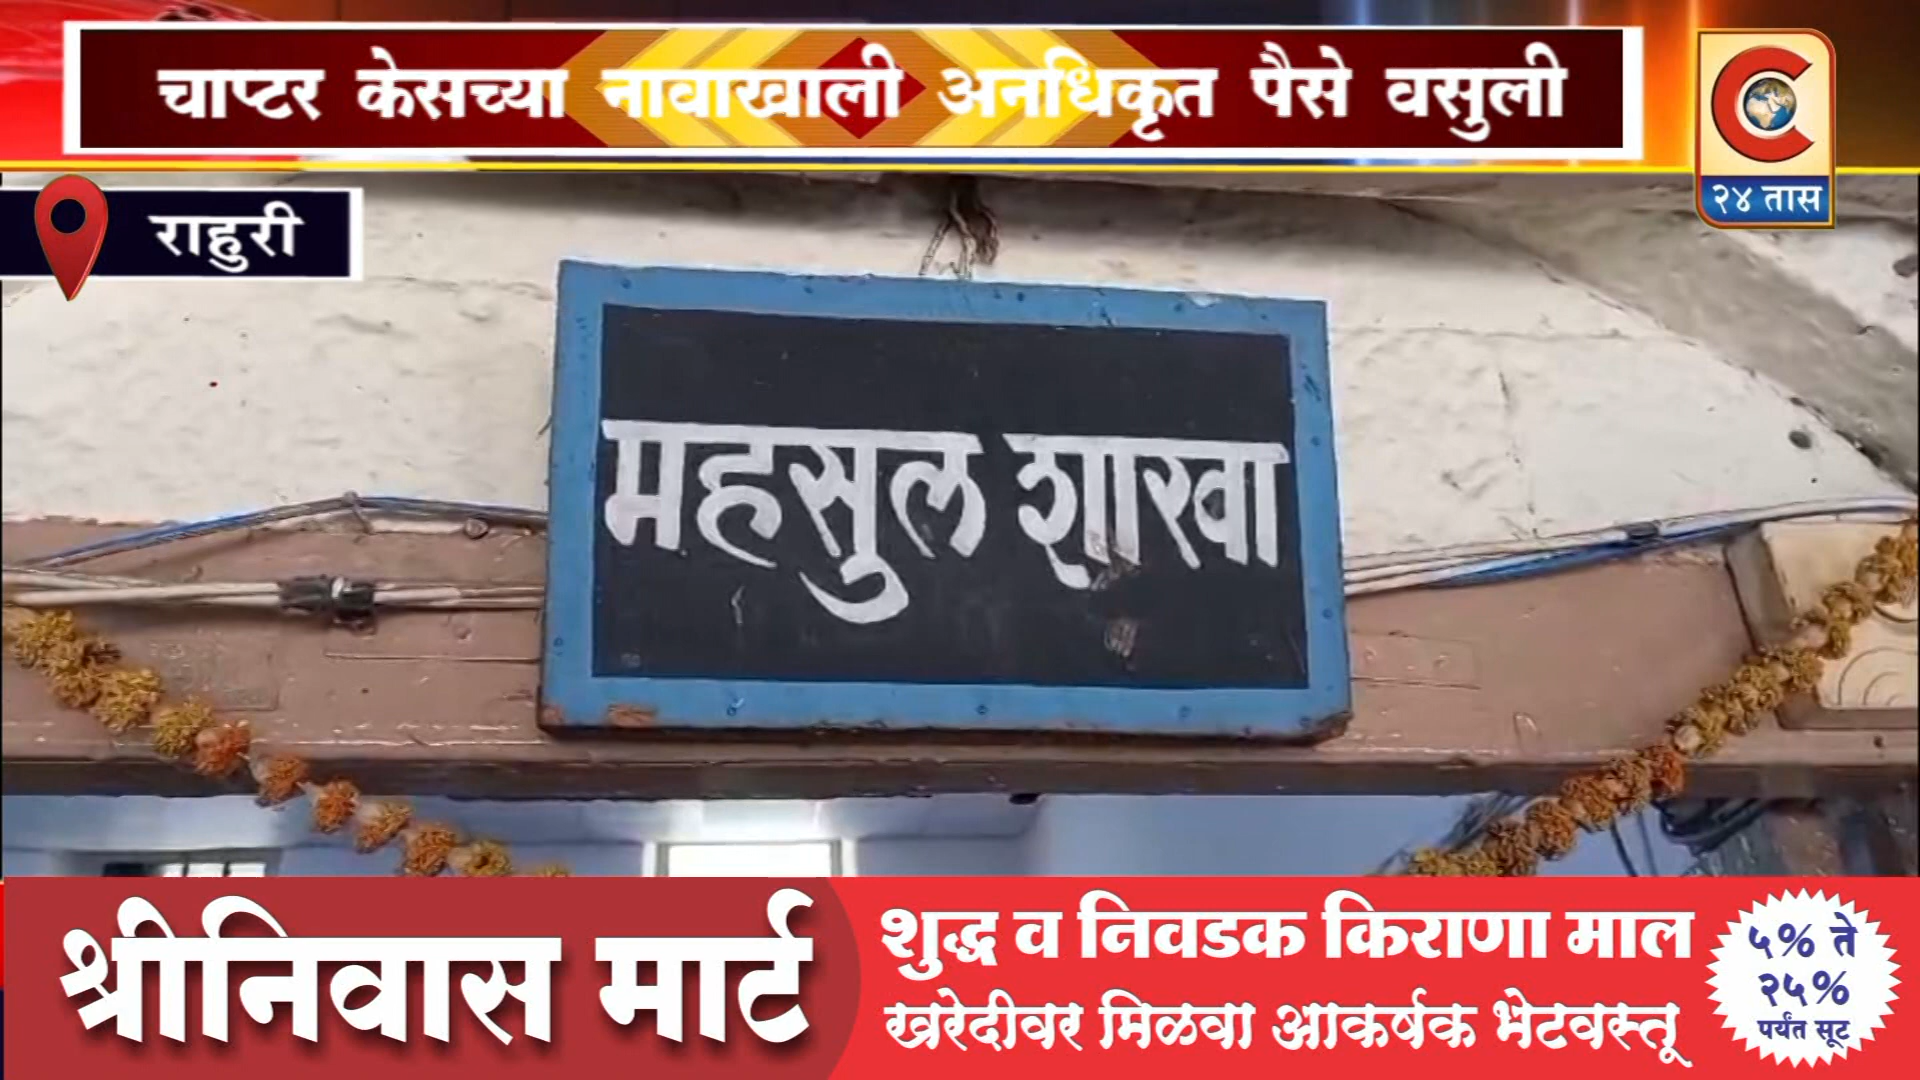 चाप्टर केसच्या नावाखाली अनधिकृत पैसे वसुली
C
२४ तास
राहुरी
महसुल शाखा
श्रीनिवास मार्ट
शुद्ध व निवडक किराणा माल
खरेदीवर मिळवा आकर्षक भेटवस्तू
५% ते
२५%
पर्यंत सूट